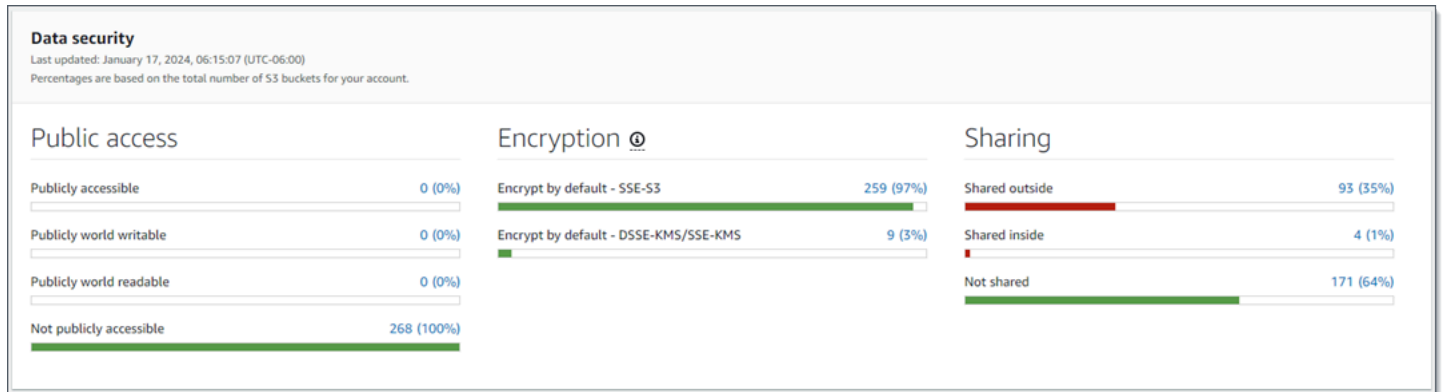 Data security
Last updated: January 17, 2024, 06:15:07 (UTC-06:00)
Percentages are based on the total number of S3 buckets for your account.
Public access
Publicly accessible 0 (0%)
Publicly world writable 0 (0%)
Publicly world readable 0 (0%)
Not publicly accessible 268 (100%)
Encryption
Encrypt by default - SSE-S3 259 (97%)
Encrypt by default - DSSE-KMS/SSE-KMS 9 (3%)
Sharing
Shared outside 93 (35%)
Shared inside 4 (1%)
Not shared 171 (64%)